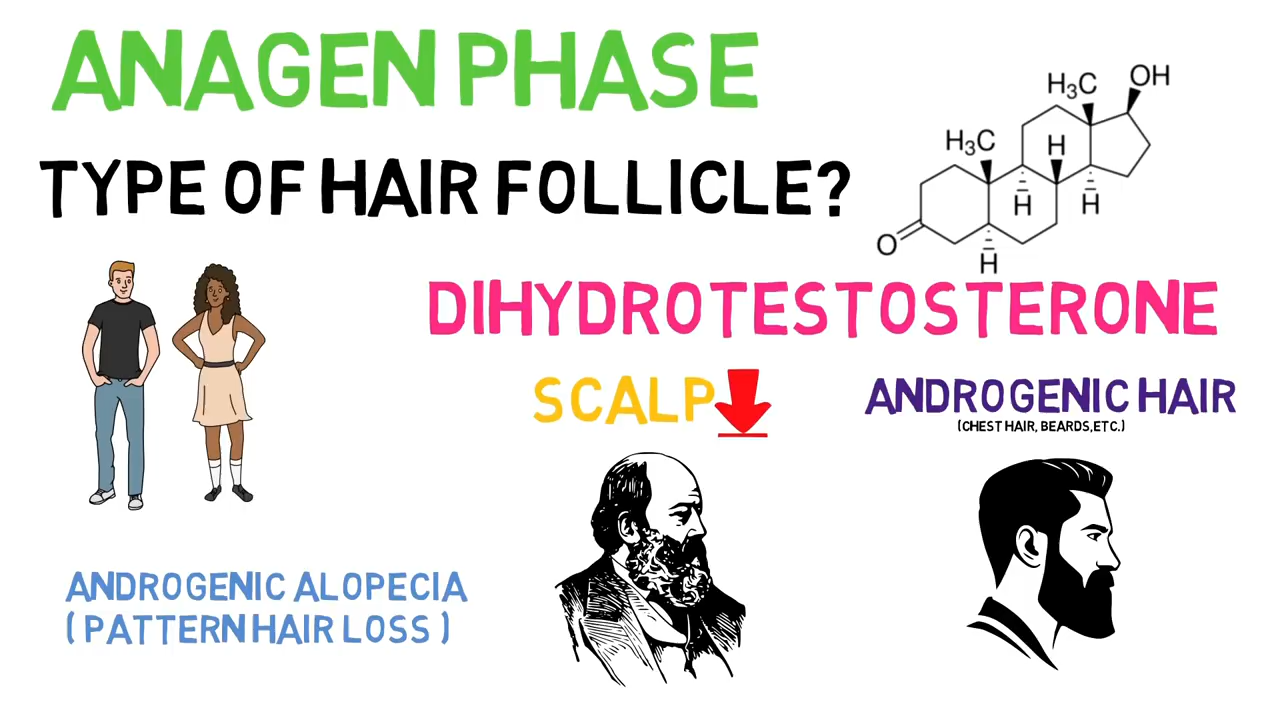 ANAGEN PHASE
TYPE OF HAIR FOLLICLE?
H₃C
OH
H₃C
H
H
H
O
H
DIHYDROTESTOSTERONE
SCALP
ANDROGENIC HAIR
(CHEST HAIR, BEARDS,ETC.)
ANDROGENIC ALOPECIA
( PATTERN HAIR LOSS )